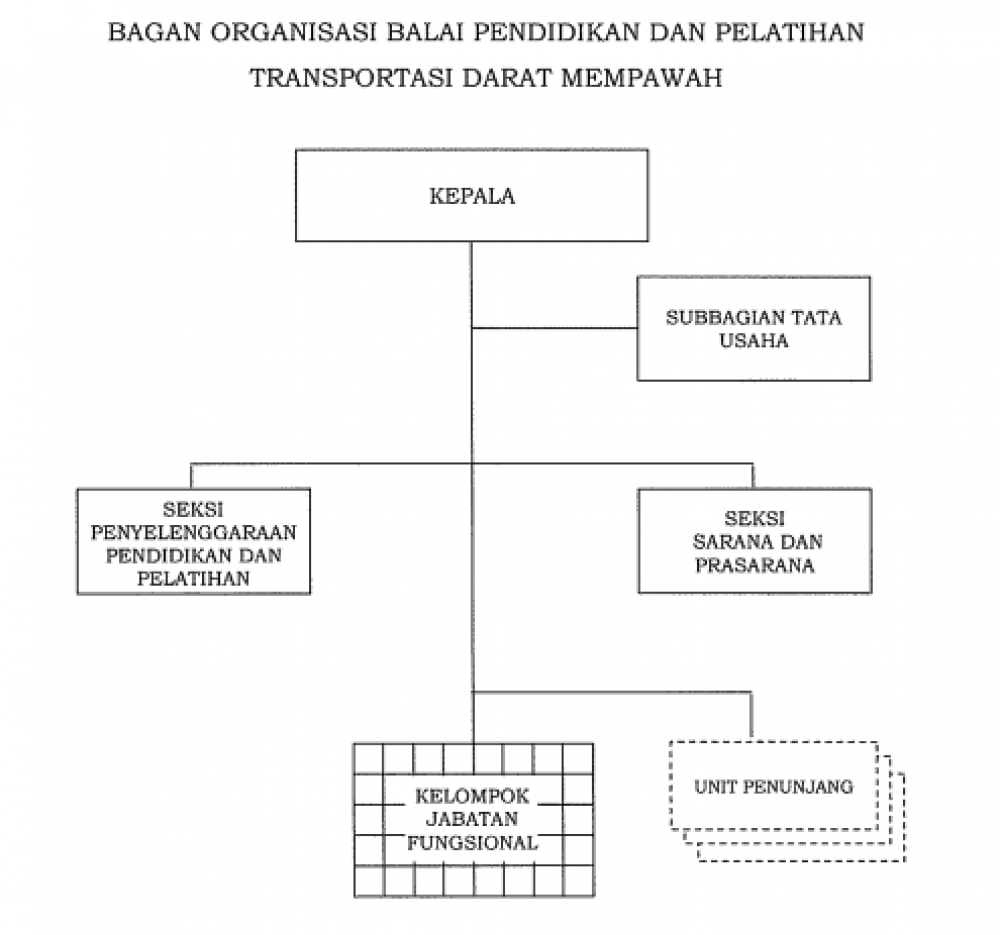 BAGAN ORGANISASI BALAI PENDIDIKAN DAN PELATIHAN
TRANSPORTASI DARAT MEMPAWAH
KEPALA
SUBBAGIAN TATA
USAHA
SEKSI
PENYELENGGARAAN
PENDIDIKAN DAN
PELATIHAN
SEKSI
SARANA DAN
PRASARANA
KELOMPOK
JABATAN
FUNGSIONAL
UNIT PENUNJANG